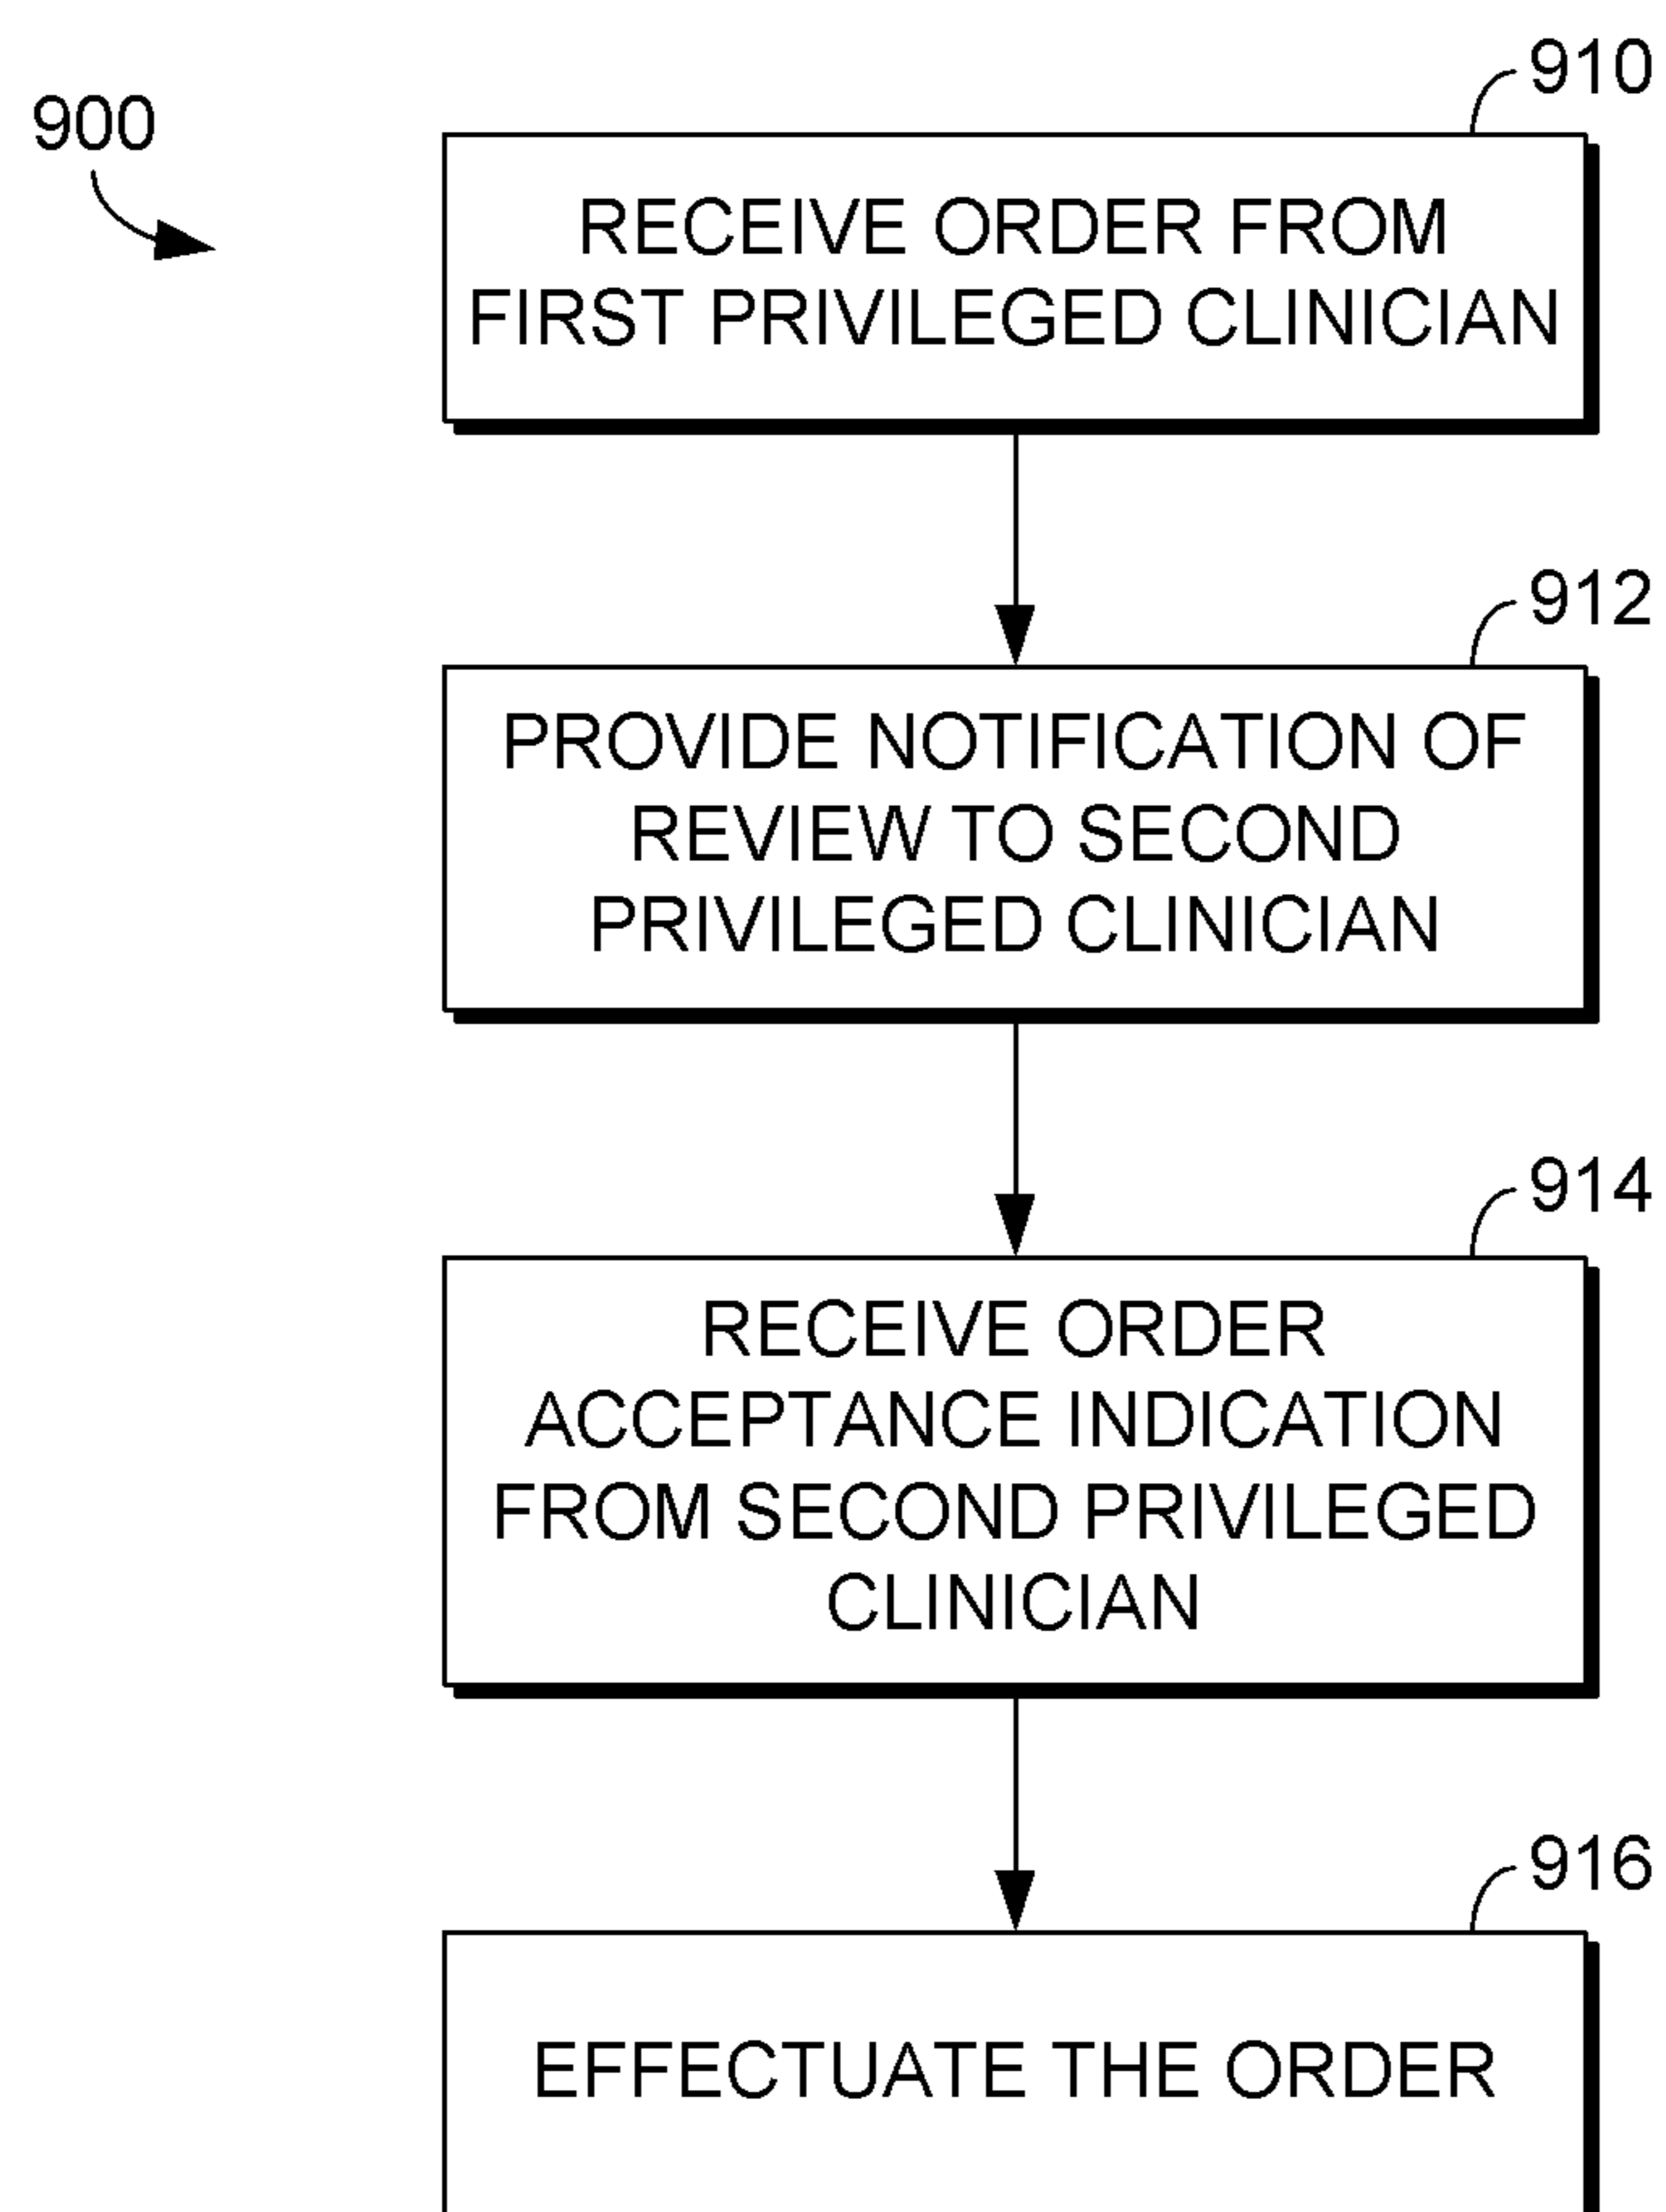 900
910
RECEIVE ORDER FROM
FIRST PRIVILEGED CLINICIAN
912
PROVIDE NOTIFICATION OF
REVIEW TO SECOND
PRIVILEGED CLINICIAN
914
RECEIVE ORDER
ACCEPTANCE INDICATION
FROM SECOND PRIVILEGED
CLINICIAN
916
EFFECTUATE THE ORDER